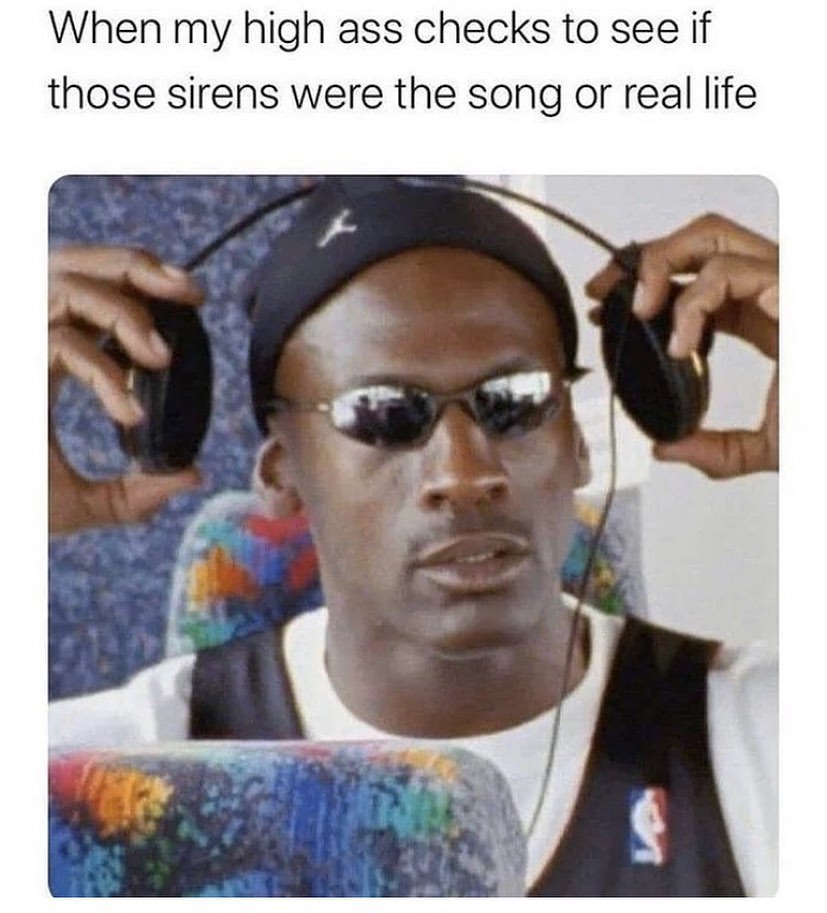 When my high ass checks to see if
those sirens were the song or real life